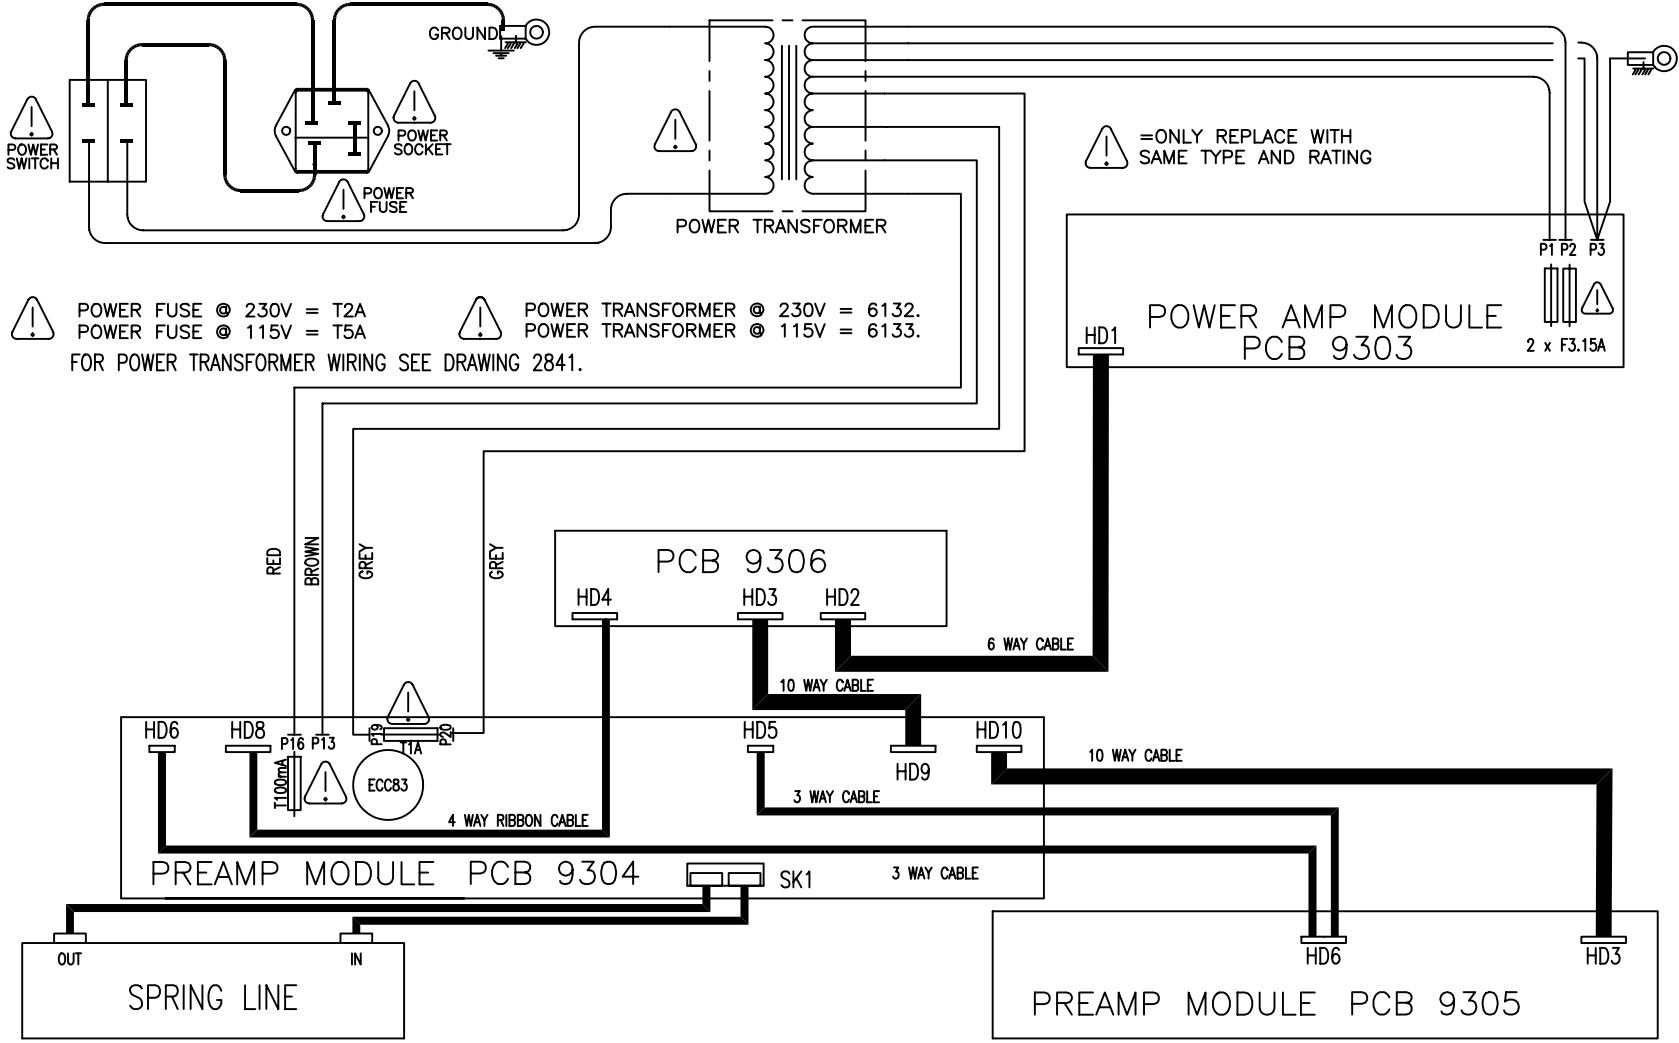 GROUND
POWER
SWITCH
POWER
SOCKET
POWER
FUSE
POWER TRANSFORMER
=ONLY REPLACE WITH
SAME TYPE AND RATING
POWER FUSE @ 230V = T2A
POWER FUSE @ 115V = T5A
POWER TRANSFORMER @ 230V = 6132.
POWER TRANSFORMER @ 115V = 6133.
FOR POWER TRANSFORMER WIRING SEE DRAWING 2841.
P1 P2 P3
POWER AMP MODULE
PCB 9303
2 x F3.15A
HD1
RED
BROWN
GREY
GREY
PCB 9306
HD4
HD3
HD2
6 WAY CABLE
10 WAY CABLE
HD6
HD8
P16 P13
P19
P20
T1A
T100mA
ECC83
HD5
HD9
HD10
10 WAY CABLE
3 WAY CABLE
4 WAY RIBBON CABLE
PREAMP MODULE PCB 9304
SK1
3 WAY CABLE
OUT
IN
SPRING LINE
HD6
HD3
PREAMP MODULE PCB 9305